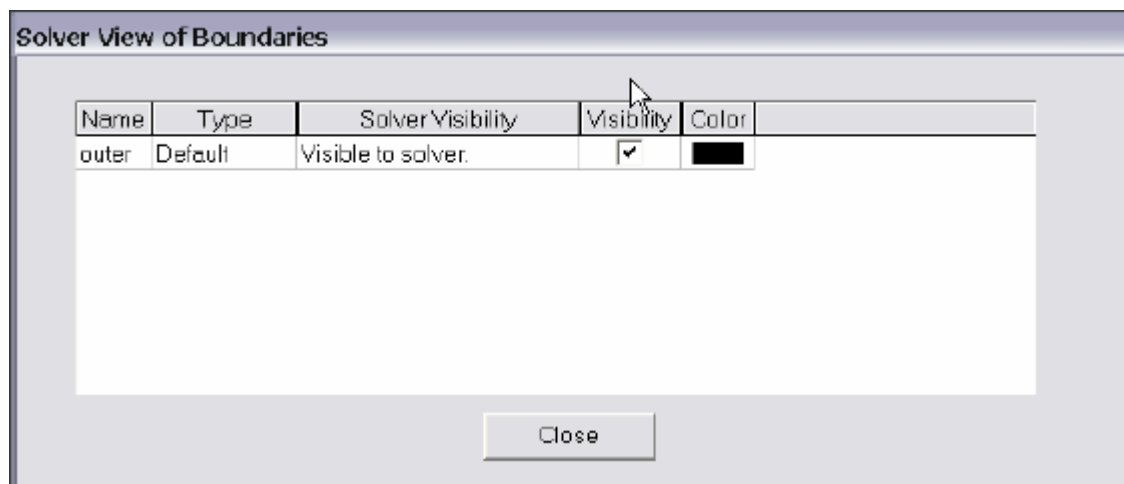 Solver View of Boundaries
Name Type Solver Visibility Visibility Color
outer Default Visible to solver.
Close